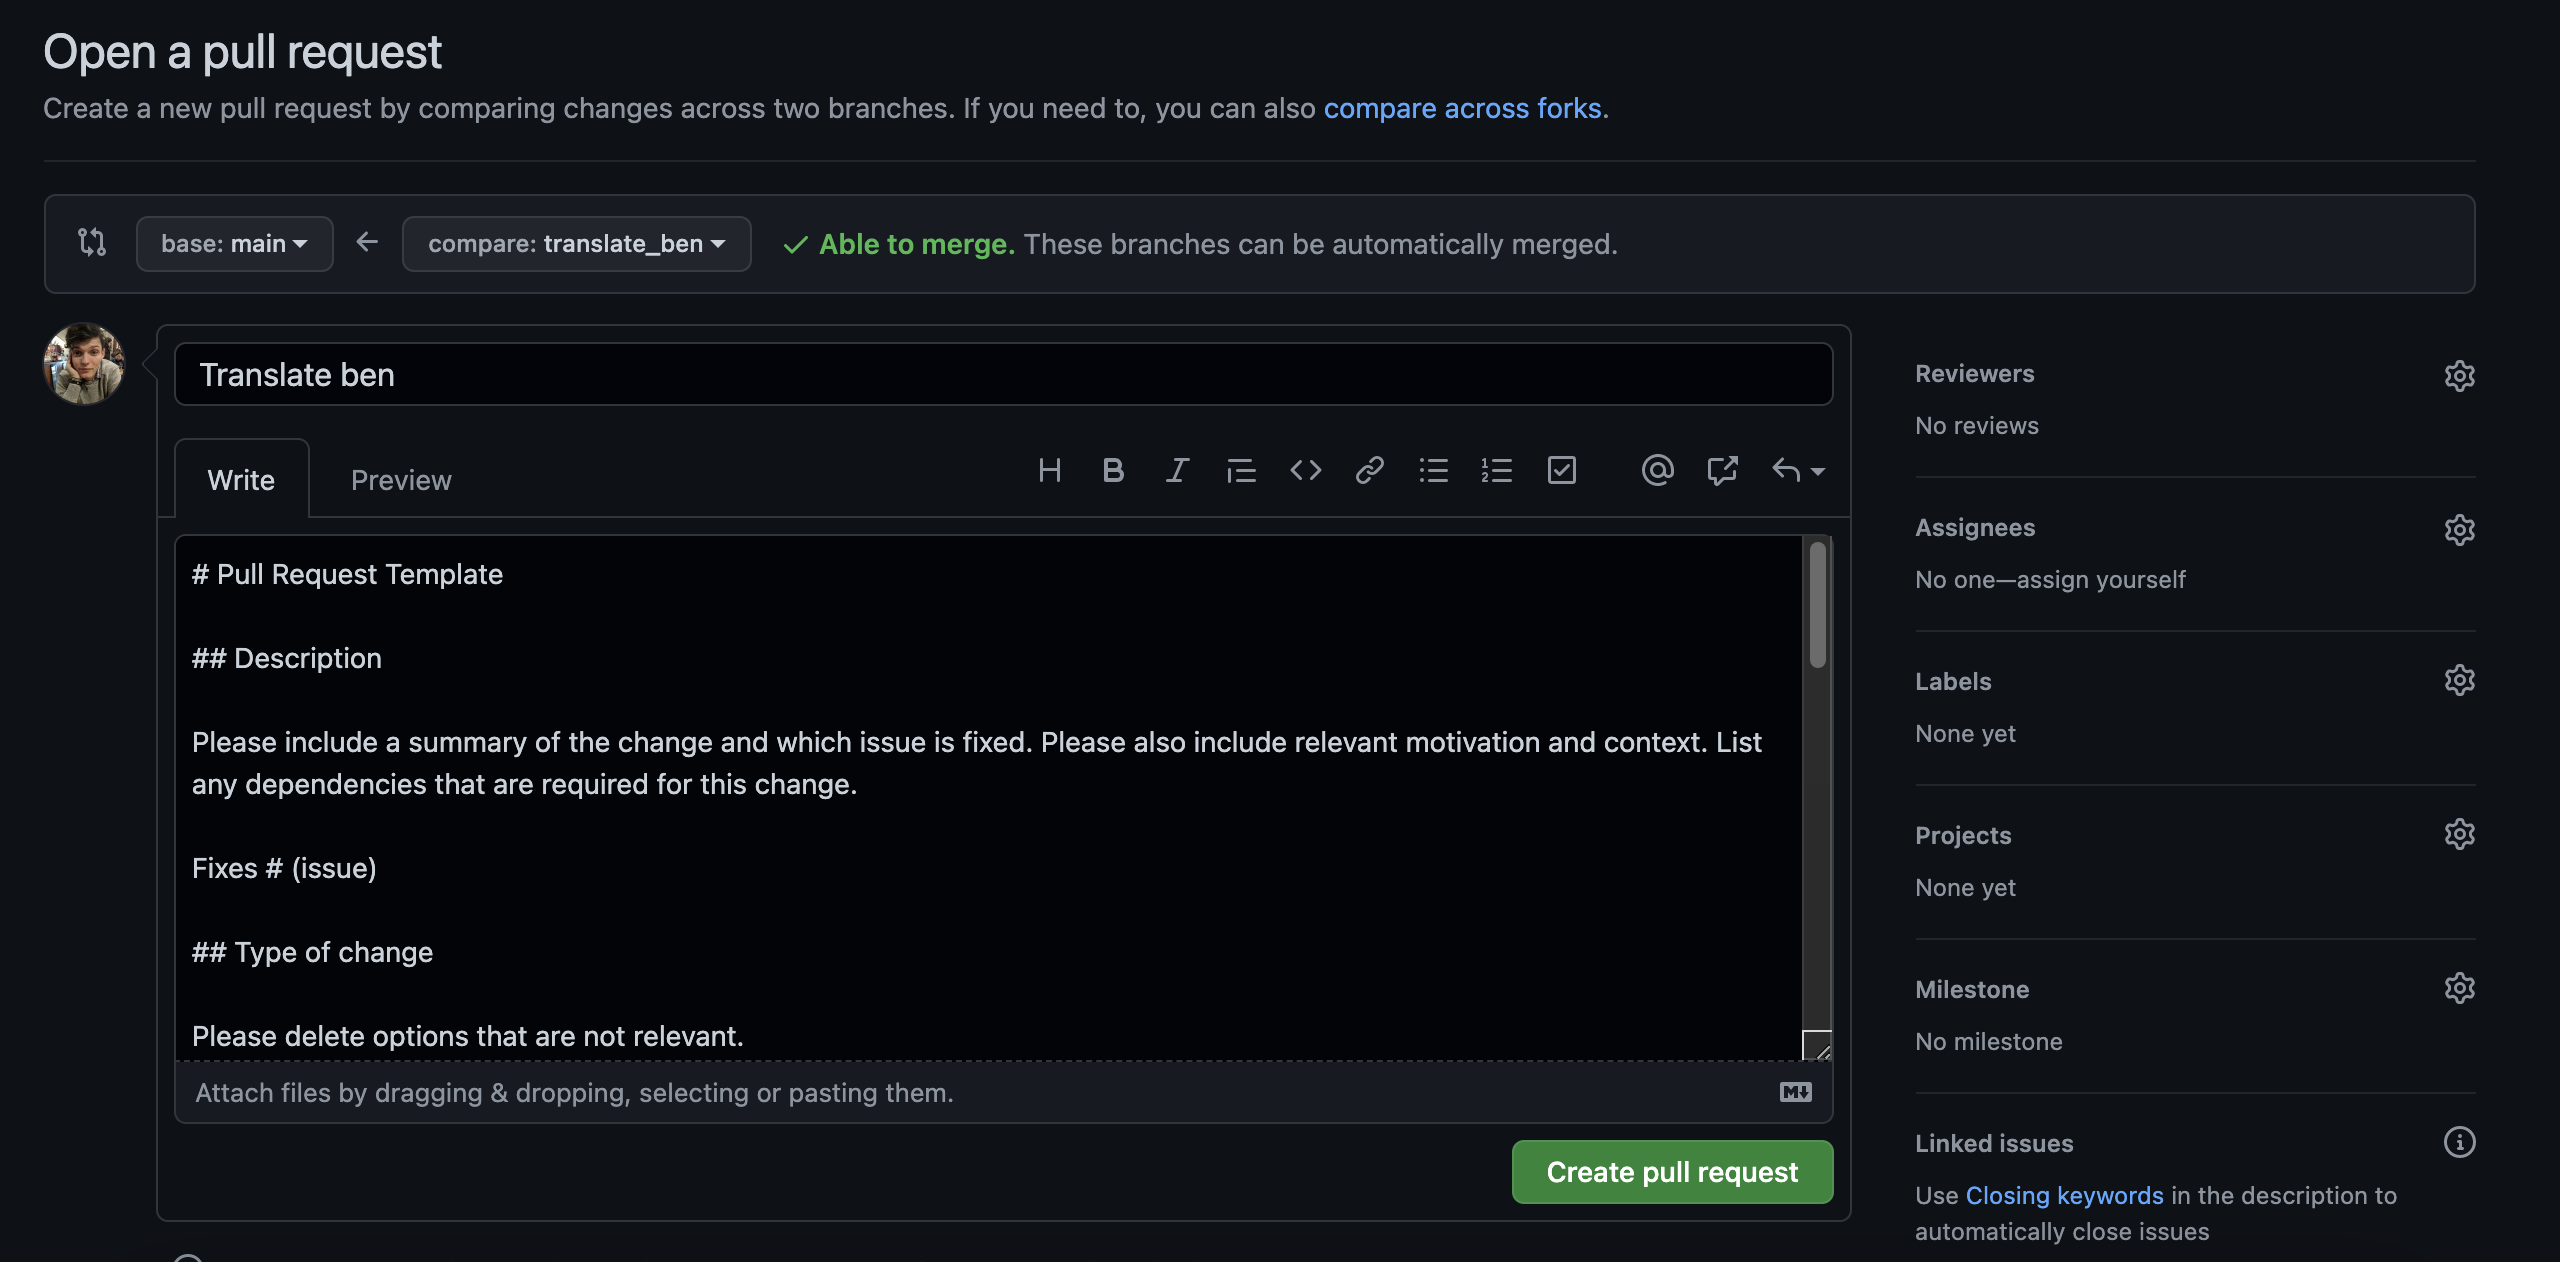 Open a pull request
Create a new pull request by comparing changes across two branches. If you need to, you can also compare across forks.
base: main
compare: translate_ben
Able to merge. These branches can be automatically merged.
Translate ben
Write
Preview
# Pull Request Template
## Description
Please include a summary of the change and which issue is fixed. Please also include relevant motivation and context. List
any dependencies that are required for this change.
Fixes # (issue)
## Type of change
Please delete options that are not relevant.
Attach files by dragging & dropping, selecting or pasting them.
Create pull request
Reviewers
No reviews
Assignees
No one—assign yourself
Labels
None yet
Projects
None yet
Milestone
No milestone
Linked issues
Use Closing keywords in the description to
automatically close issues